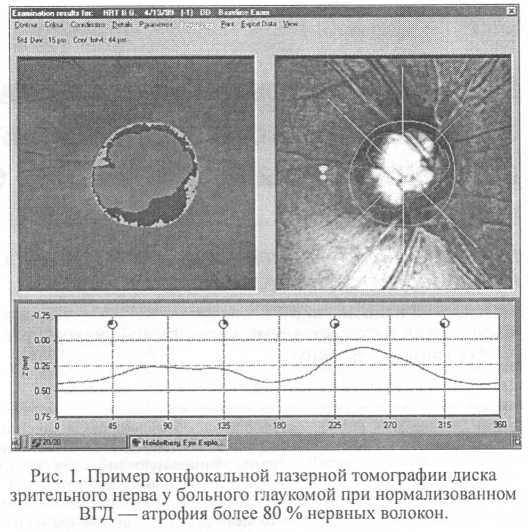 Examination results for: HRT B.G. 4/13/99 (-1) OD Baseline Exam
Contour Colour Coordinates Details Parameters Print Export Data View
Std. Dev: 15 µm Conf Intvl: 44 µm
-0.25
0.00
0.25
0.50
0.75
Z [mm]
0 45 90 135 180 225 270 315 360
20/20 Heidelberg Eye Explo...
Рис. 1. Пример конфокальной лазерной томографии диска
зрительного нерва у больного глаукомой при нормализованном
ВГД — атрофия более 80 % нервных волокон.